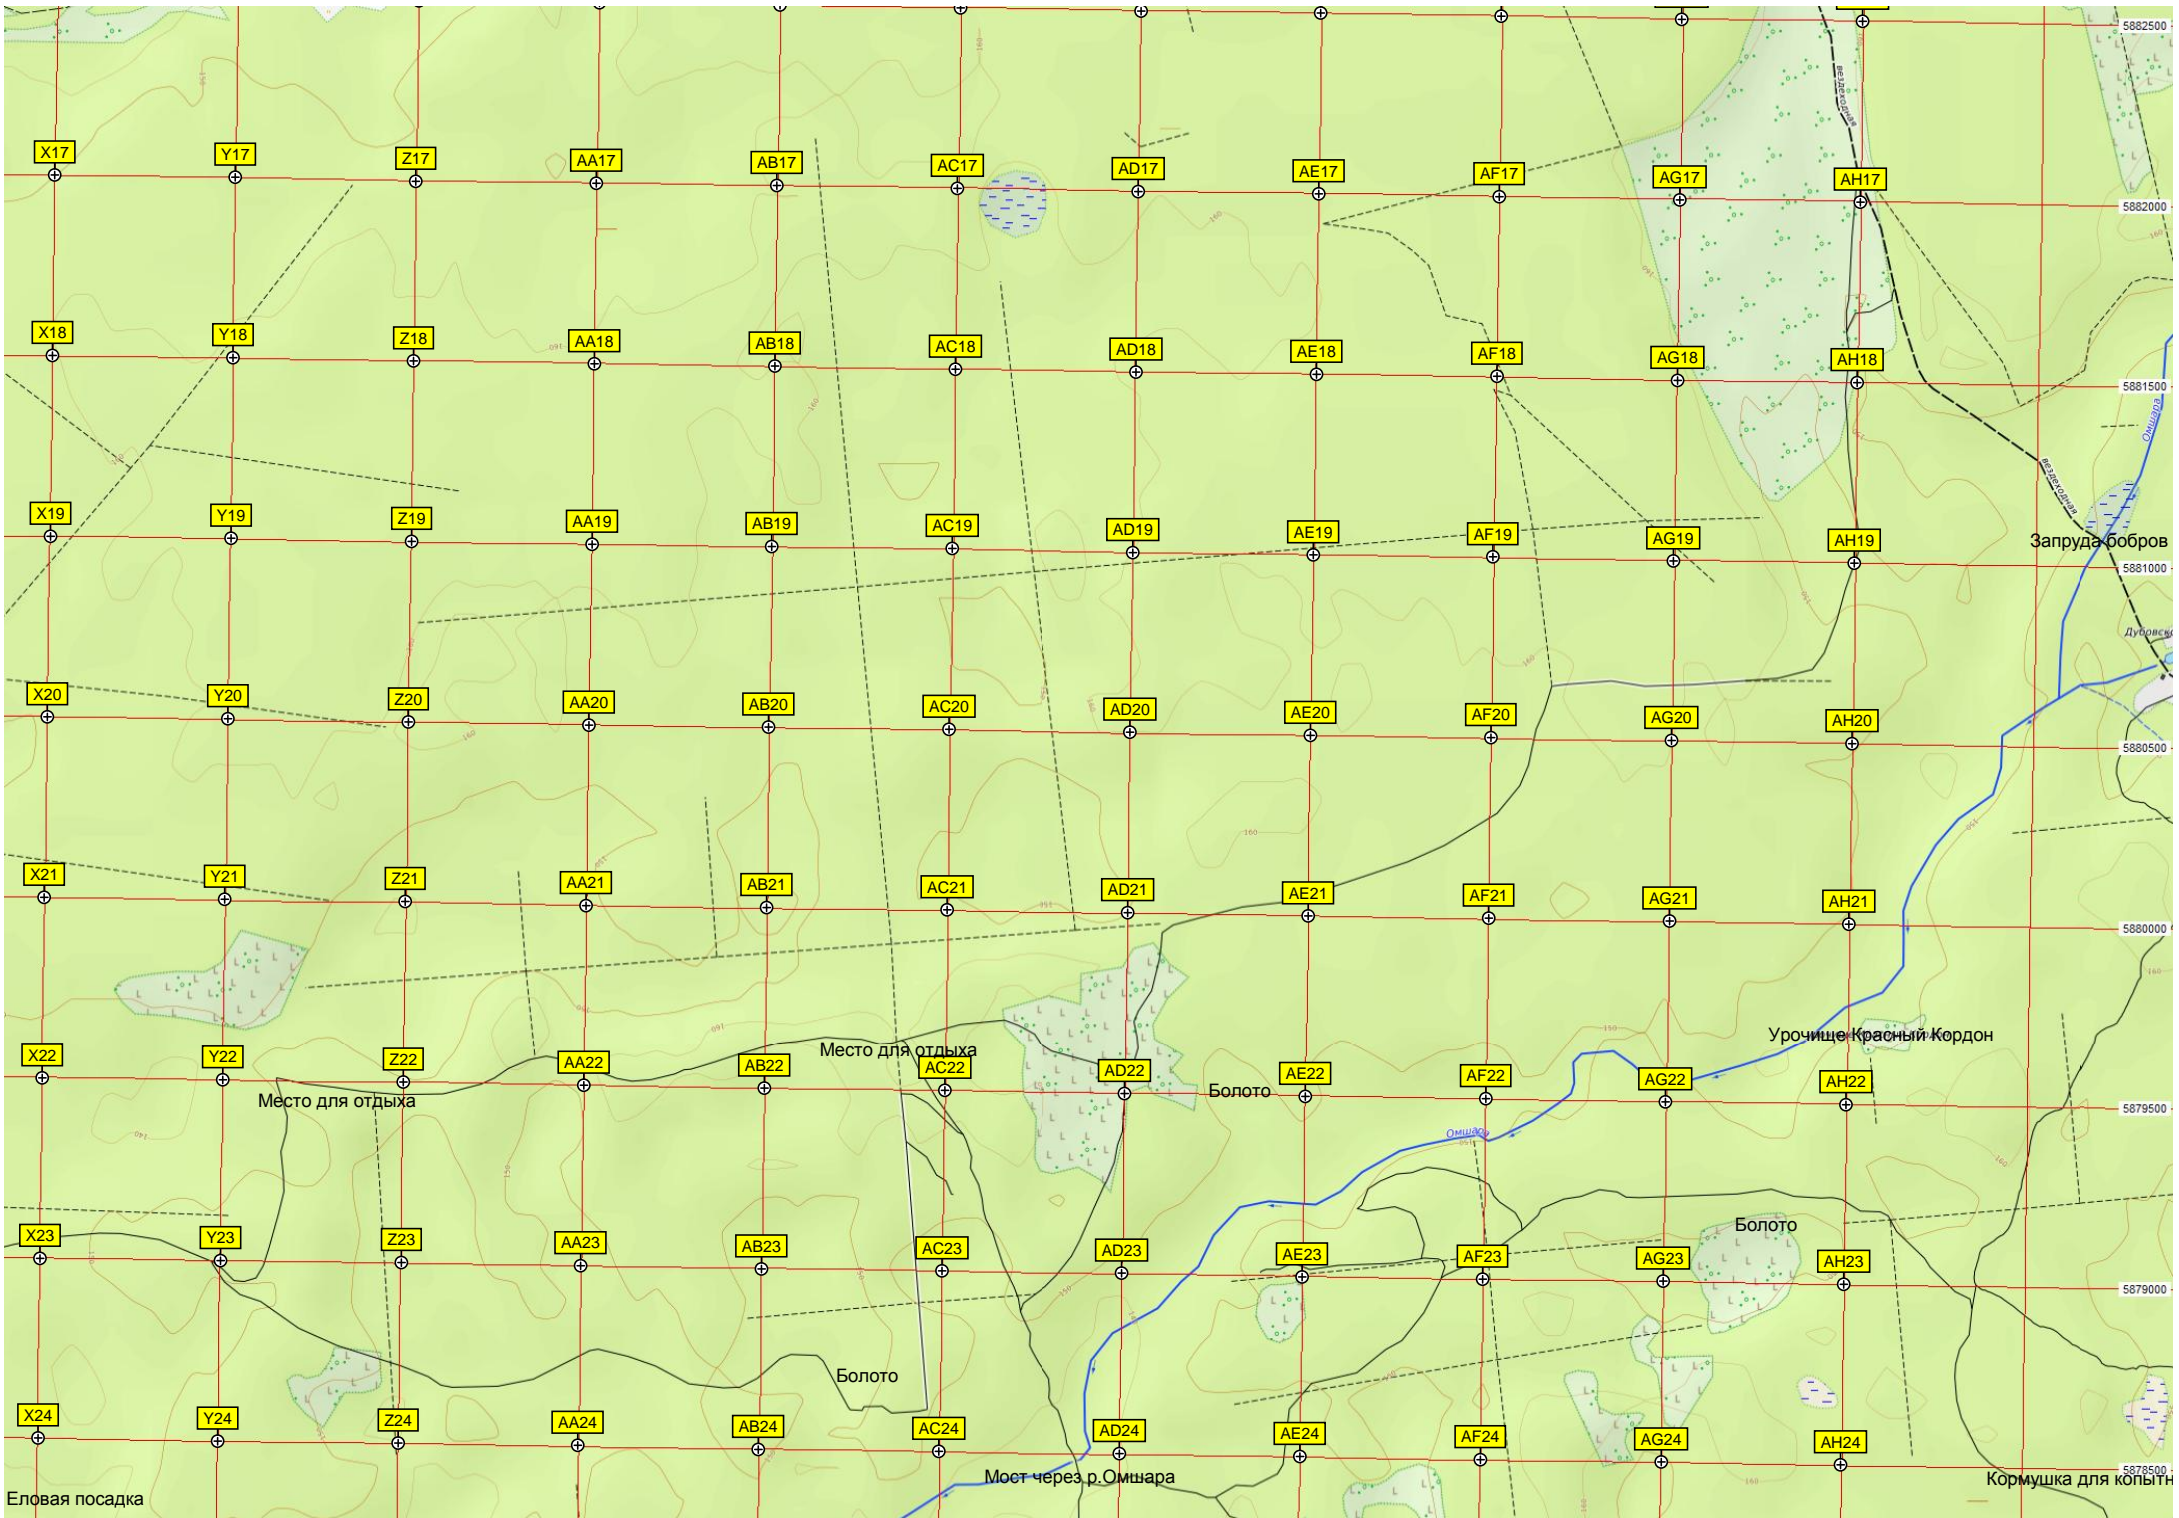 5882500
вездеходная
X17 Y17 Z17 AA17 AB17 AC17 AD17 AE17 AF17 AG17 AH17
5882000
X18 Y18 Z18 AA18 AB18 AC18 AD18 AE18 AF18 AG18 AH18
5881500
Омшара
вездеходная
X19 Y19 Z19 AA19 AB19 AC19 AD19 AE19 AF19 AG19 AH19
Запруда бобров
5881000
X20 Y20 Z20 AA20 AB20 AC20 AD20 AE20 AF20 AG20 AH20
5880500
X21 Y21 Z21 AA21 AB21 AC21 AD21 AE21 AF21 AG21 AH21
5880000
Урочище Красный Кордон
Место для отдыха
X22 Y22 Z22 AA22 AB22 AC22 AD22 AE22 AF22 AG22 AH22
Болото
Место для отдыха
5879500
Омшара
Болото
X23 Y23 Z23 AA23 AB23 AC23 AD23 AE23 AF23 AG23 AH23
5879000
Болото
X24 Y24 Z24 AA24 AB24 AC24 AD24 AE24 AF24 AG24 AH24
5878500
Мост через р.Омшара
Кормушка для копытн
Еловая посадка